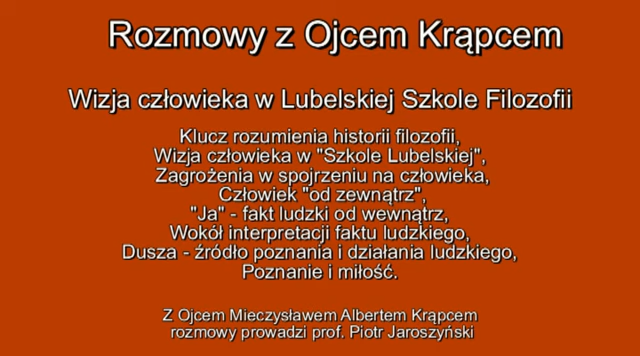 Rozmowy z Ojcem Krąpcem
Wizja człowieka w Lubelskiej Szkole Filozofii
Klucz rozumienia historii filozofii,
Wizja człowieka w "Szkole Lubelskiej",
Zagrożenia w spojrzeniu na człowieka,
Człowiek "od zewnątrz",
"Ja" - fakt ludzki od wewnątrz,
Wokół interpretacji faktu ludzkiego,
Dusza - źródło poznania i działania ludzkiego,
Poznanie i miłość.
Z Ojcem Mieczysławem Albertem Krąpcem
rozmowy prowadzi prof. Piotr Jaroszyński